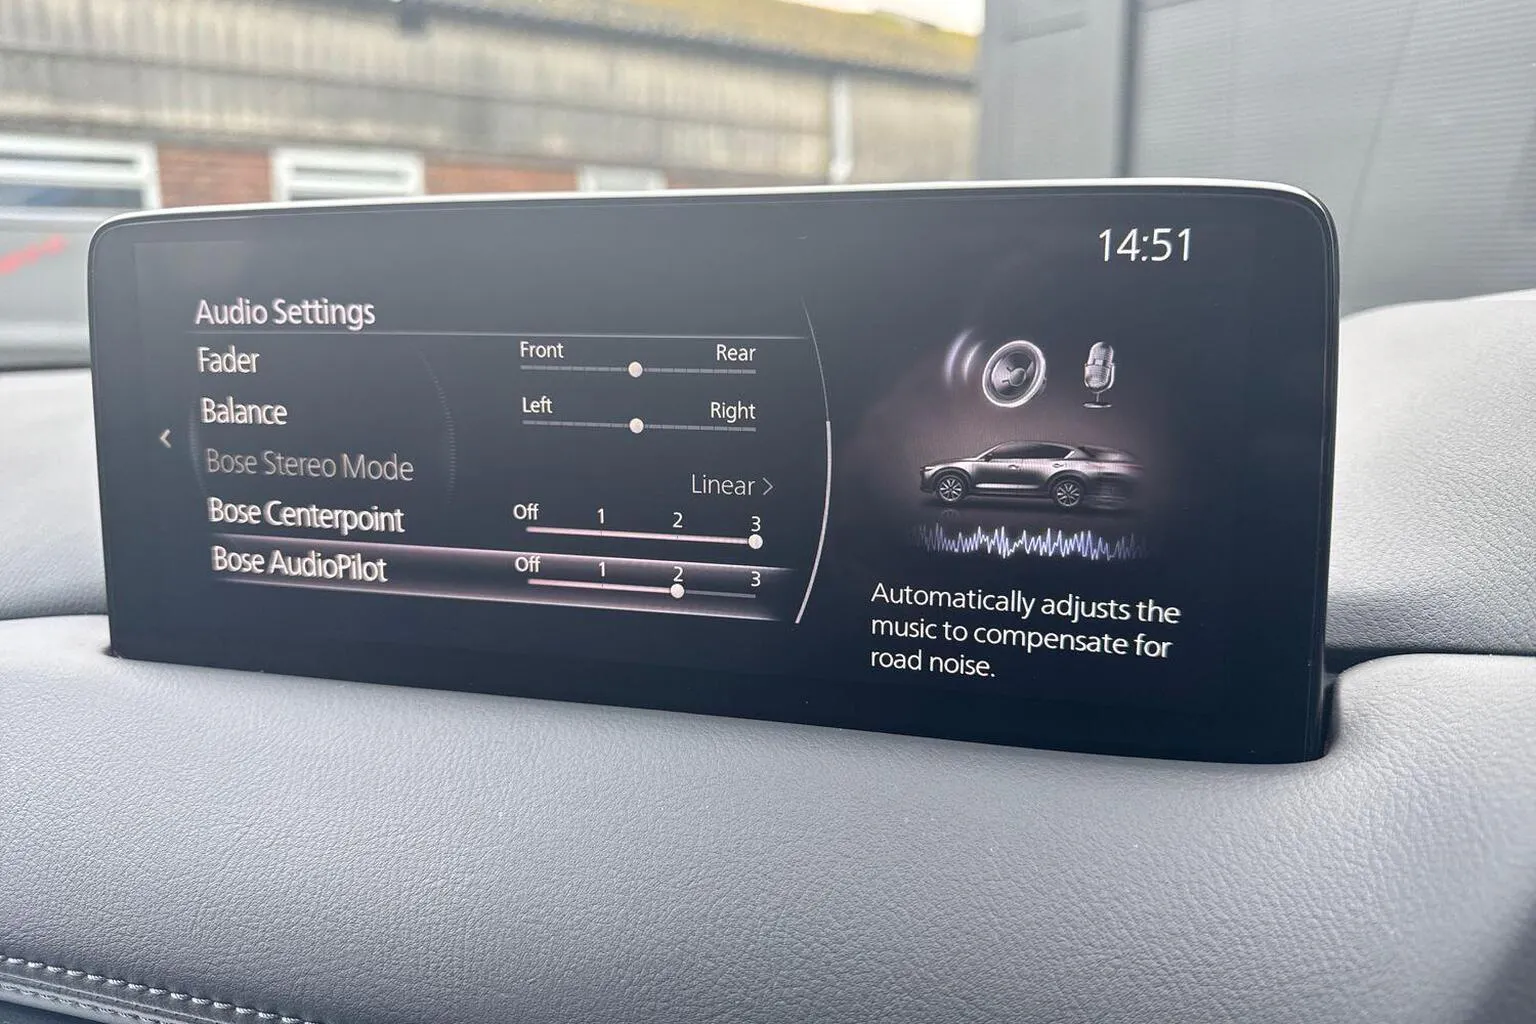 14:51
Audio Settings
Fader
Front Rear
Balance
Left Right
Bose Stereo Mode
Linear >
Bose Centerpoint
Off 1 2 3
Bose AudioPilot
Off 1 2 3
Automatically adjusts the
music to compensate for
road noise.